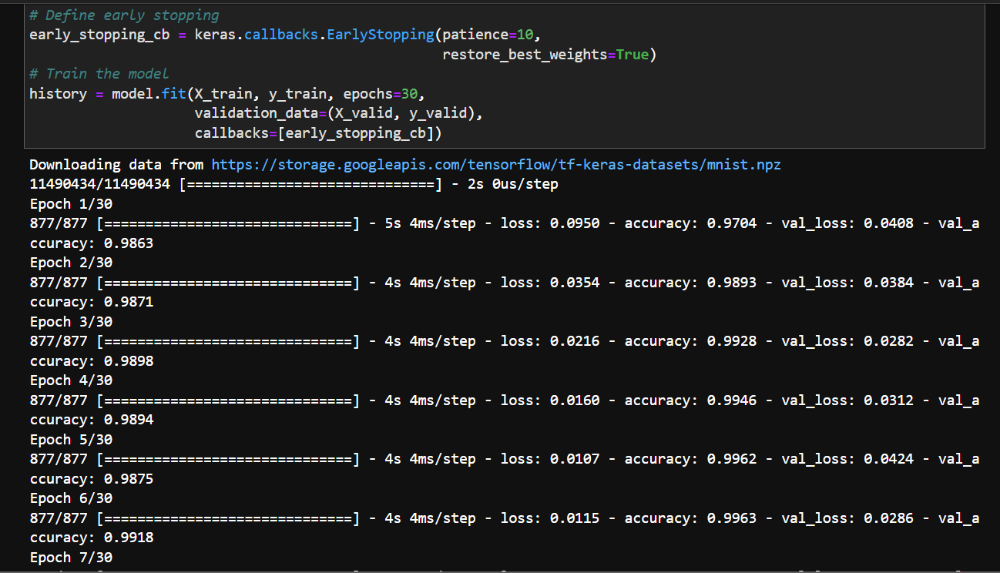 # Define early stopping
early_stopping_cb = keras.callbacks.EarlyStopping(patience=10,
restore_best_weights=True)
# Train the model
history = model.fit(X_train, y_train, epochs=30,
validation_data=(X_valid, y_valid),
callbacks=[early_stopping_cb])
Downloading data from https://storage.googleapis.com/tensorflow/tf-keras-datasets/mnist.npz
11490434/11490434 [==============================] - 2s 0us/step
Epoch 1/30
877/877 [==============================] - 5s 4ms/step - loss: 0.0950 - accuracy: 0.9704 - val_loss: 0.0408 - val_a
ccuracy: 0.9863
Epoch 2/30
877/877 [==============================] - 4s 4ms/step - loss: 0.0354 - accuracy: 0.9893 - val_loss: 0.0384 - val_a
ccuracy: 0.9871
Epoch 3/30
877/877 [==============================] - 4s 4ms/step - loss: 0.0216 - accuracy: 0.9928 - val_loss: 0.0282 - val_a
ccuracy: 0.9898
Epoch 4/30
877/877 [==============================] - 4s 4ms/step - loss: 0.0160 - accuracy: 0.9946 - val_loss: 0.0312 - val_a
ccuracy: 0.9894
Epoch 5/30
877/877 [==============================] - 4s 4ms/step - loss: 0.0107 - accuracy: 0.9962 - val_loss: 0.0424 - val_a
ccuracy: 0.9875
Epoch 6/30
877/877 [==============================] - 4s 4ms/step - loss: 0.0115 - accuracy: 0.9963 - val_loss: 0.0286 - val_a
ccuracy: 0.9918
Epoch 7/30